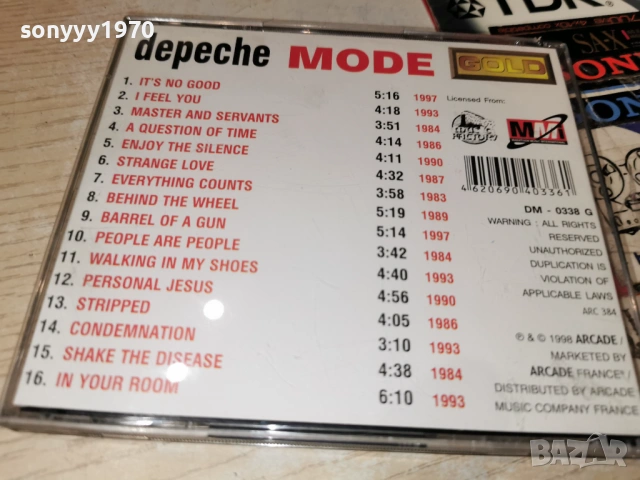 sonyyy1970
depeche MODE GOLD
1. IT'S NO GOOD 5:16 1997
2. I FEEL YOU 4:18 1993
3. MASTER AND SERVANTS 3:51 1984
4. A QUESTION OF TIME 4:14 1986
5. ENJOY THE SILENCE 4:11 1990
6. STRANGE LOVE 4:32 1987
7. EVERYTHING COUNTS 3:58 1983
8. BEHIND THE WHEEL 5:19 1989
9. BARREL OF A GUN 5:14 1997
10. PEOPLE ARE PEOPLE 3:42 1984
11. WALKING IN MY SHOES 4:40 1993
12. PERSONAL JESUS 4:56 1990
13. STRIPPED 4:05 1986
14. CONDEMNATION 3:10 1993
15. SHAKE THE DISEASE 4:38 1984
16. IN YOUR ROOM 6:10 1993
Licensed From:
4 620690 403361
DM - 0338 G
WARNING : ALL RIGHTS
RESERVED
UNAUTHORIZED
DUPLICATION IS
VIOLATION OF
APPLICABLE LAWS
ARC 384
℗ & © 1998 ARCADE /
MARKETED BY
ARCADE FRANCE /
DISTRIBUTED BY ARCADE
MUSIC COMPANY FRANCE
TDK
SA-X
BAZAR